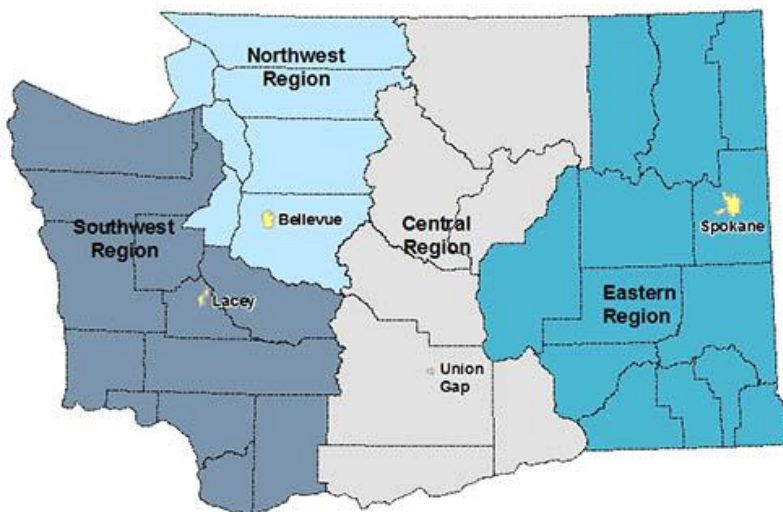 Northwest
Region
Bellevue
Southwest
Region
Lacey
Central
Region
Union
Gap
Spokane
Eastern
Region